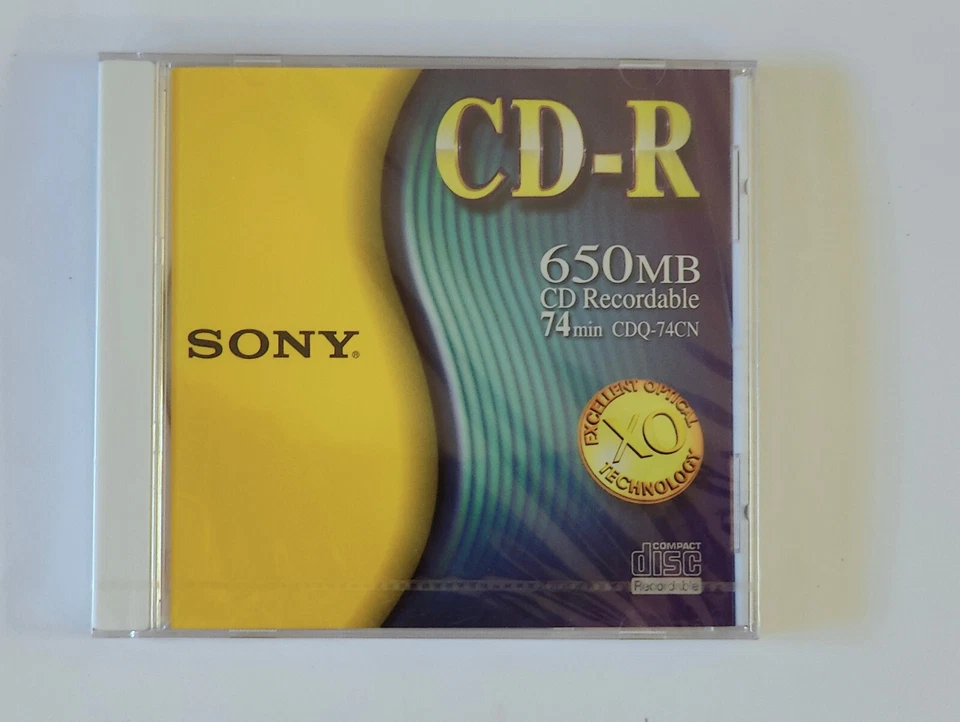 CD-R
650MB
CD Recordable
74min CDQ-74CN
SONY®
EXCELLENT OPTICAL
XO
TECHNOLOGY
COMPACT
disc
Recordable